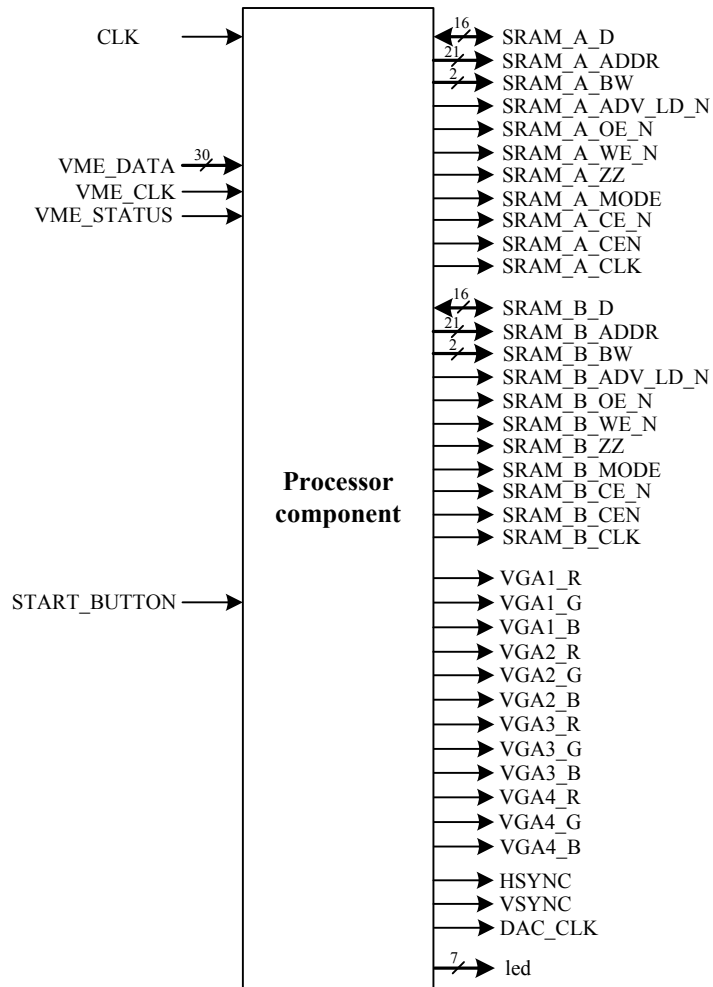 CLK
30
VME_DATA
VME_CLK
VME_STATUS
START_BUTTON
Processor
component
16
SRAM_A_D
21
SRAM_A_ADDR
2
SRAM_A_BW
SRAM_A_ADV_LD_N
SRAM_A_OE_N
SRAM_A_WE_N
SRAM_A_ZZ
SRAM_A_MODE
SRAM_A_CE_N
SRAM_A_CEN
SRAM_A_CLK
16
SRAM_B_D
21
SRAM_B_ADDR
2
SRAM_B_BW
SRAM_B_ADV_LD_N
SRAM_B_OE_N
SRAM_B_WE_N
SRAM_B_ZZ
SRAM_B_MODE
SRAM_B_CE_N
SRAM_B_CEN
SRAM_B_CLK
VGA1_R
VGA1_G
VGA1_B
VGA2_R
VGA2_G
VGA2_B
VGA3_R
VGA3_G
VGA3_B
VGA4_R
VGA4_G
VGA4_B
HSYNC
VSYNC
DAC_CLK
7
led